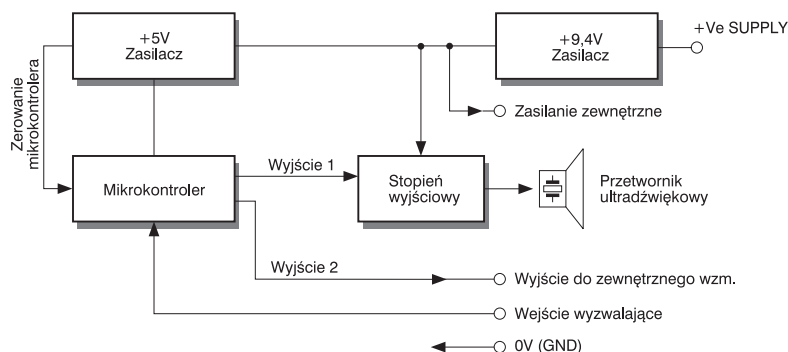 +5V
Zasilacz
+9,4V
Zasilacz
+Ve SUPPLY
Zerowanie
mikrokontrolera
Zasilanie zewnętrzne
Mikrokontroler
Wyjście 1
Stopień
wyjściowy
Przetwornik
ultradźwiękowy
Wyjście 2
Wyjście do zewnętrznego wzm.
Wejście wyzwalające
0V (GND)